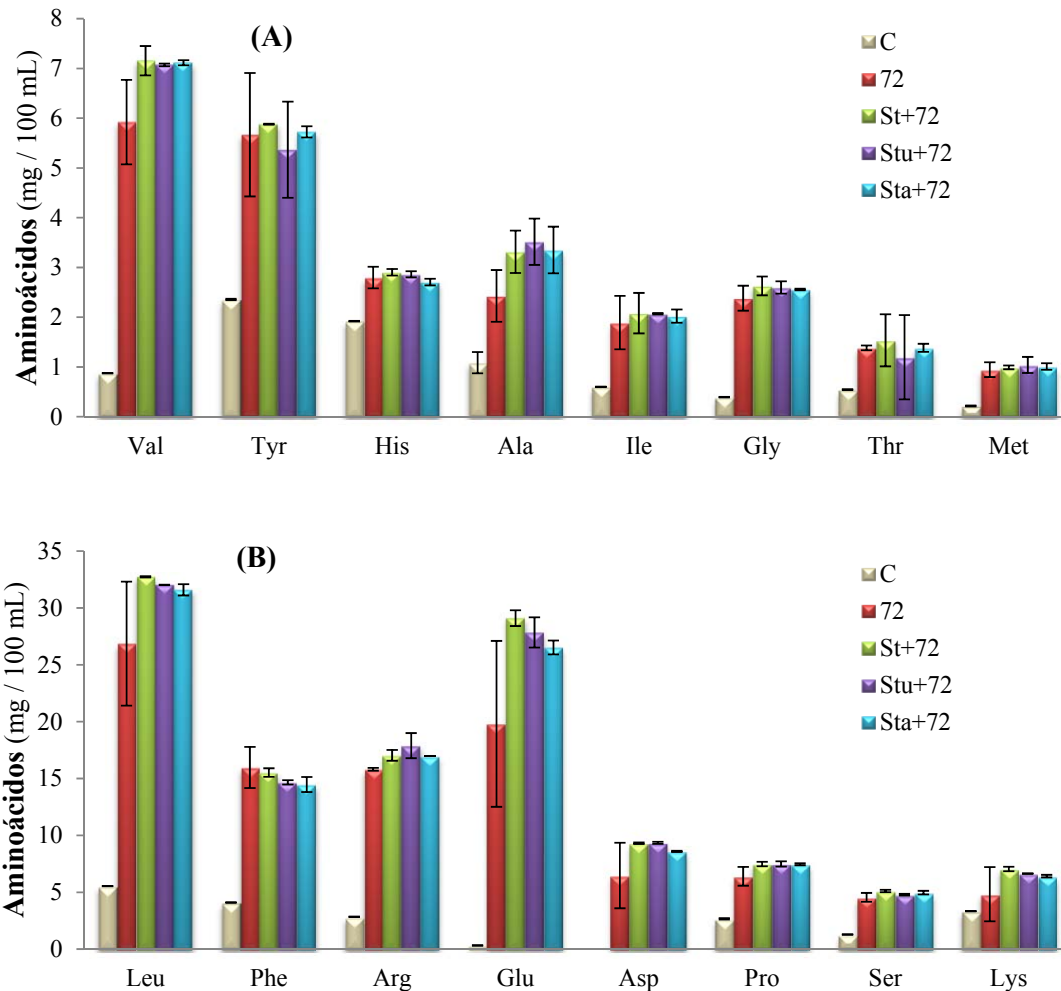 (A)
Aminoácidos (mg / 100 mL)
8
7
6
5
4
3
2
1
0
C
72
St+72
Stu+72
Sta+72
Val Tyr His Ala Ile Gly Thr Met
(B)
Aminoácidos (mg / 100 mL)
35
30
25
20
15
10
5
0
C
72
St+72
Stu+72
Sta+72
Leu Phe Arg Glu Asp Pro Ser Lys